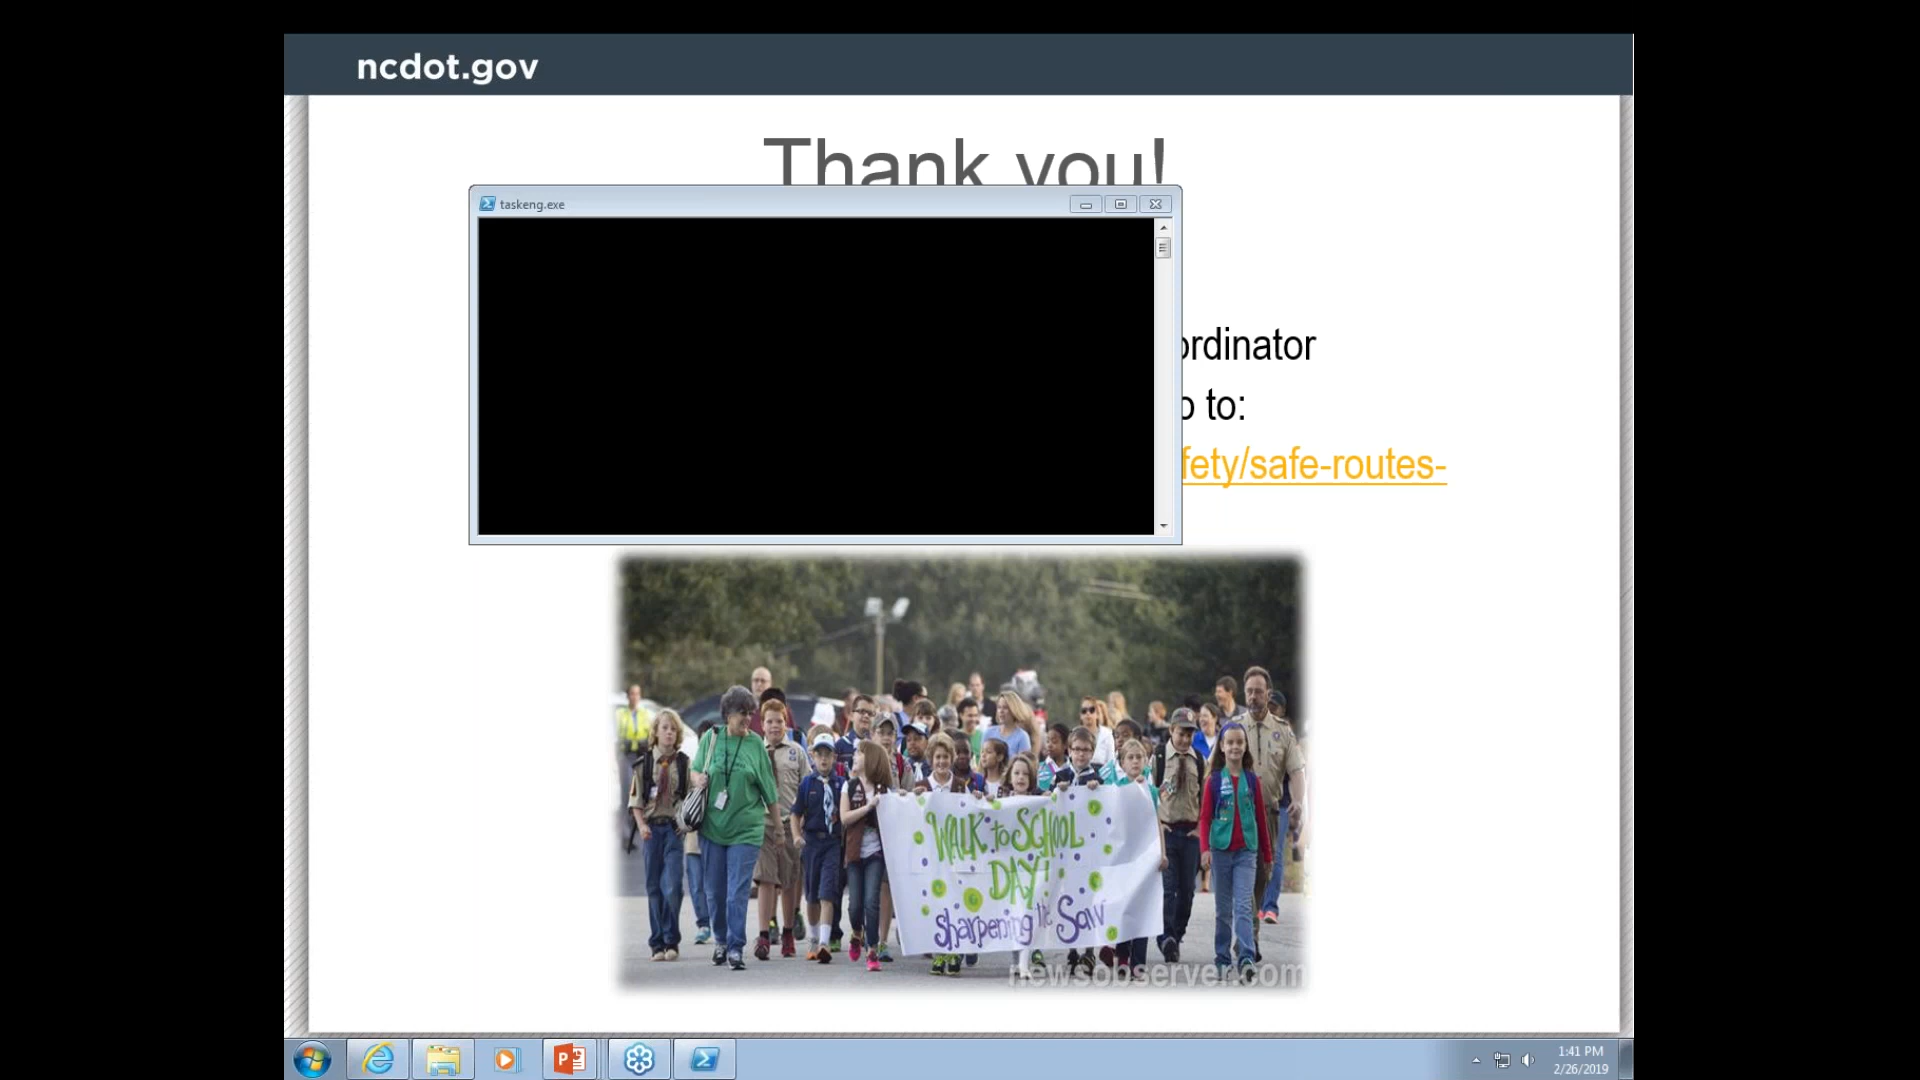 ncdot.gov
Thank you!
taskeng.exe
ordinator
o to:
fety/safe-routes-
WALK to SCHOOL
DAY!
Sharpening the Saw
newsobserver.com
1:41 PM
2/26/2019